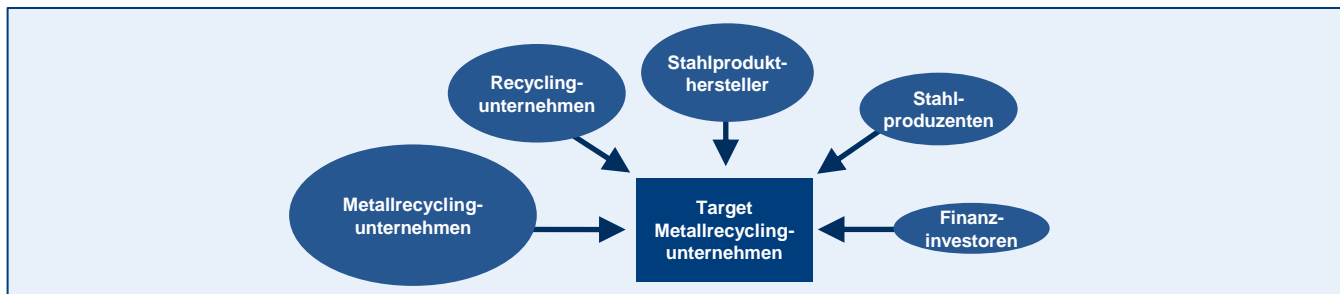 Stahlprodukt-
hersteller
Recycling-
unternehmen
Stahl-
produzenten
Metallrecycling-
unternehmen
Target
Metallrecycling-
unternehmen
Finanz-
investoren